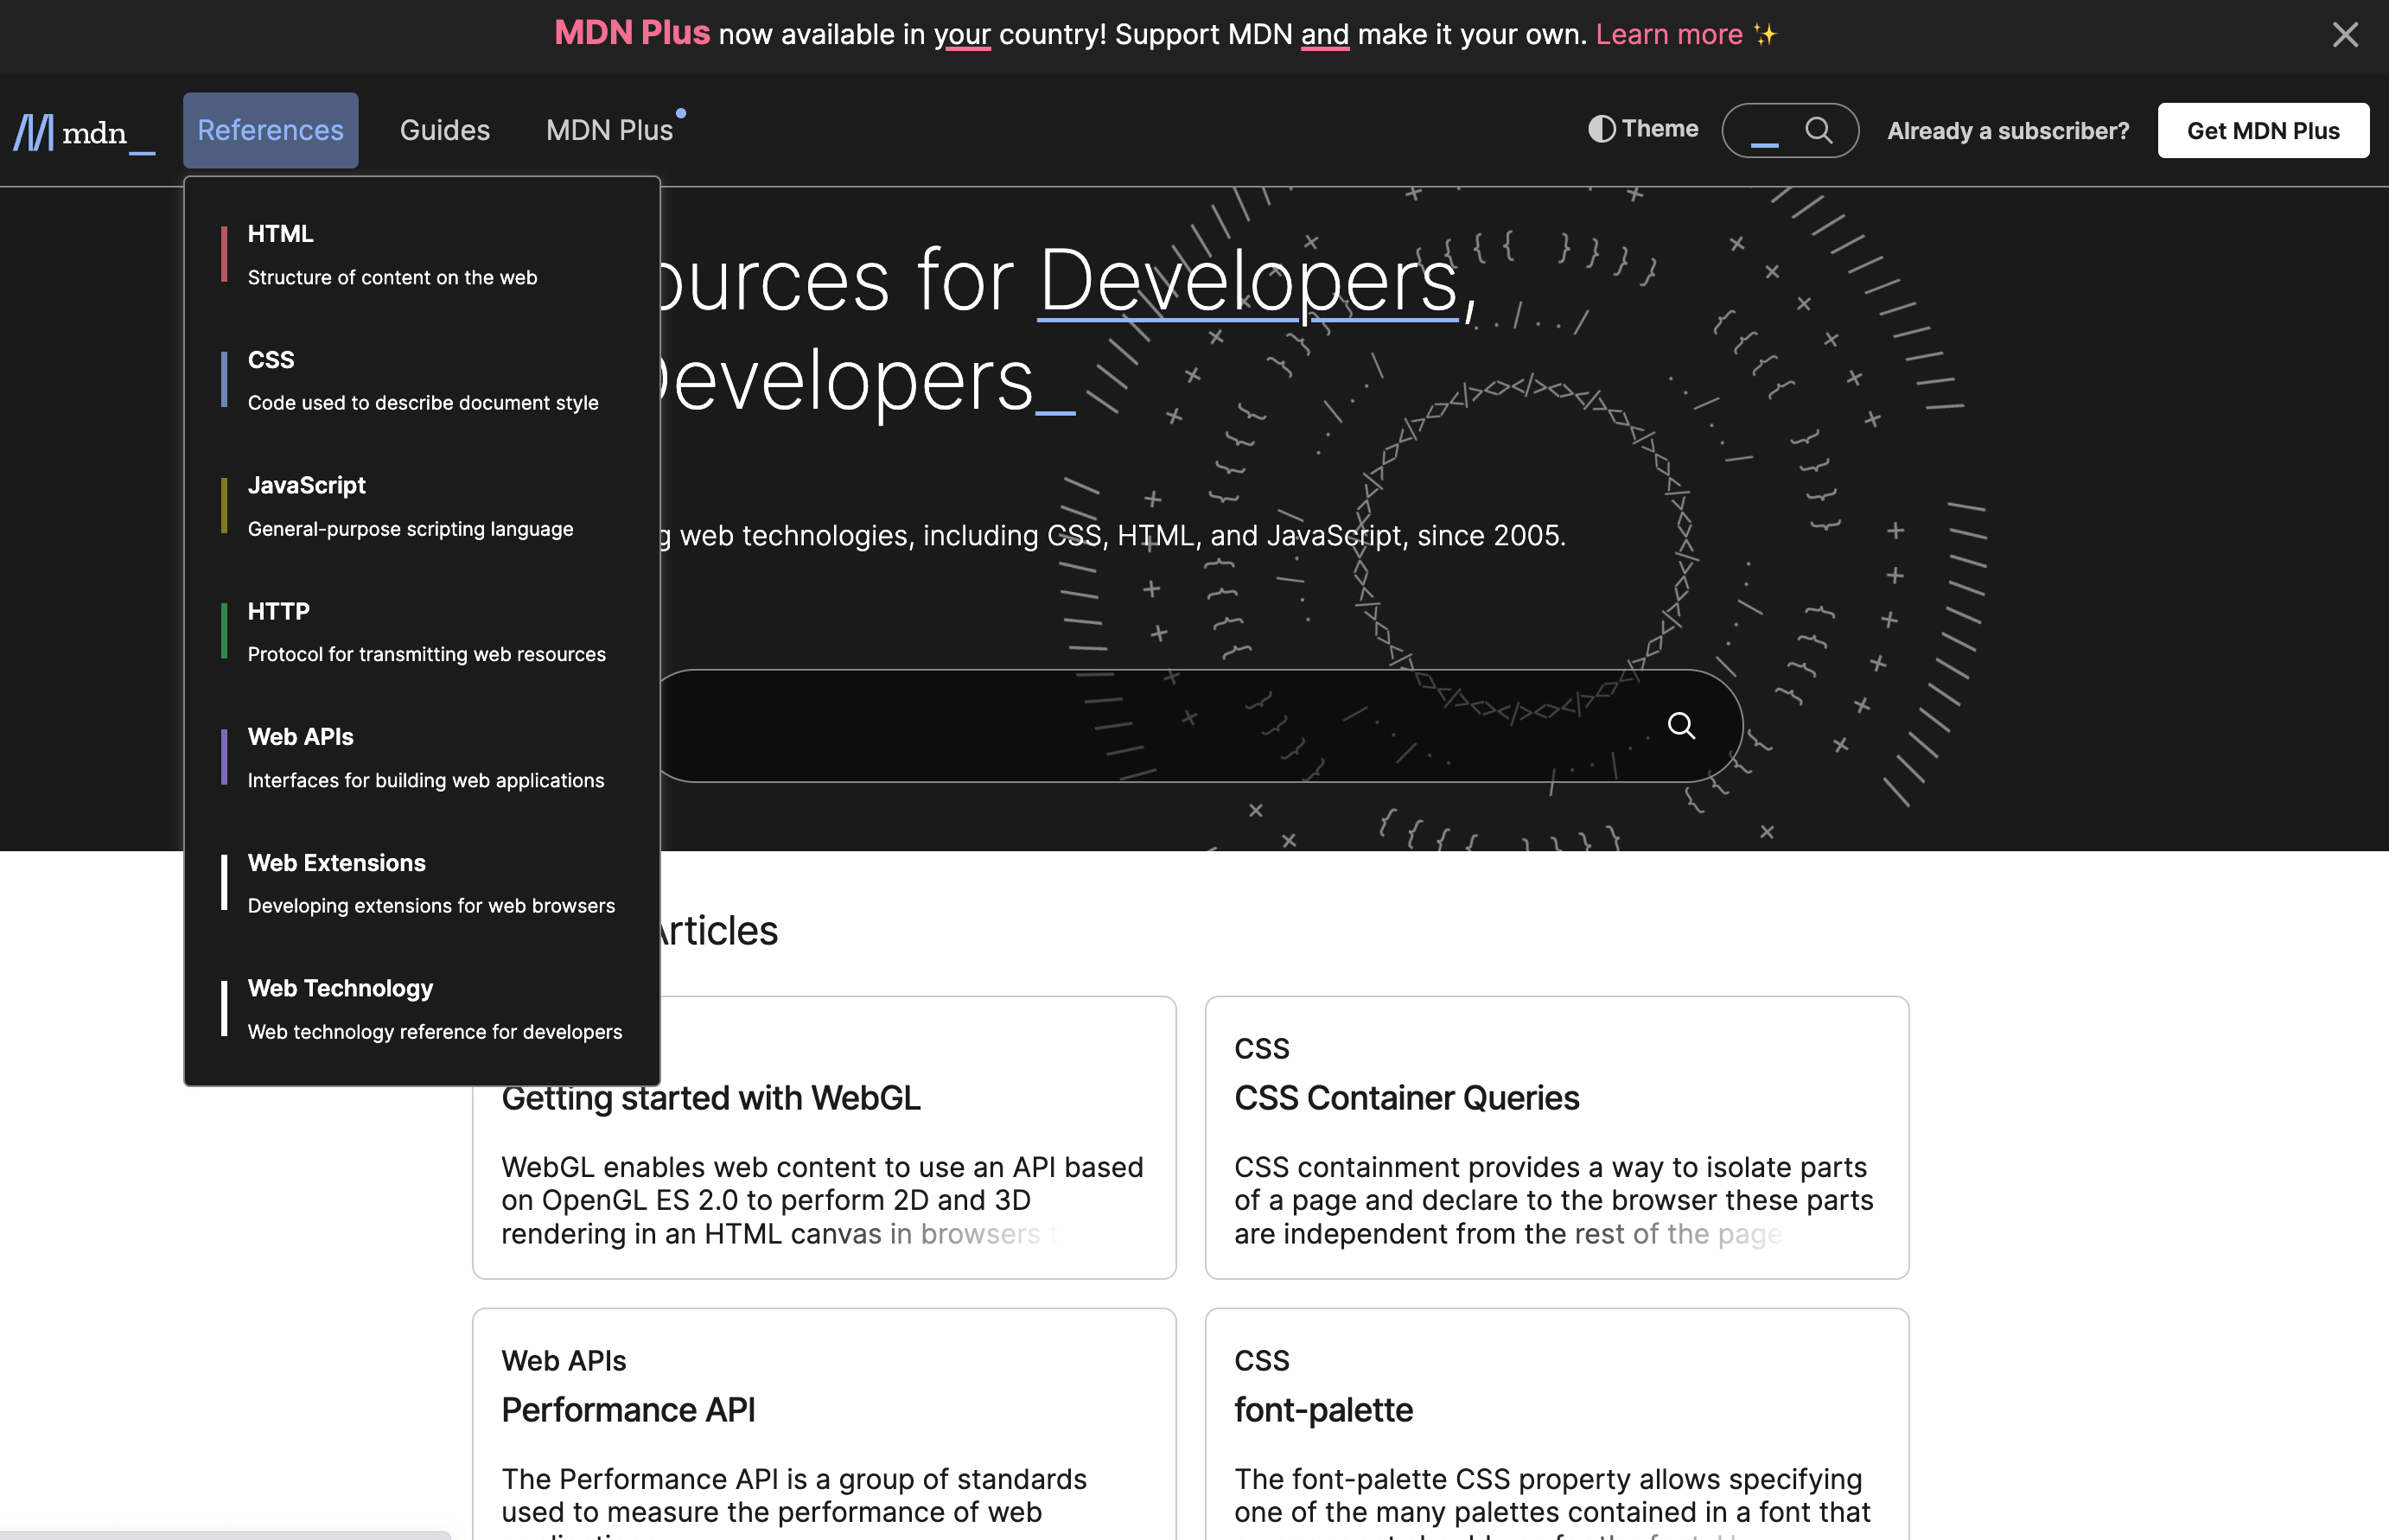 MDN Plus now available in your country! Support MDN and make it your own. Learn more ✨
mdn_
References
Guides
MDN Plus
Theme
Already a subscriber?
Get MDN Plus
HTML
Structure of content on the web
CSS
Code used to describe document style
JavaScript
General-purpose scripting language
HTTP
Protocol for transmitting web resources
Web APIs
Interfaces for building web applications
Web Extensions
Developing extensions for web browsers
Web Technology
Web technology reference for developers
ources for Developers,
evelopers_
g web technologies, including CSS, HTML, and JavaScript, since 2005.
Articles
Getting started with WebGL
WebGL enables web content to use an API based
on OpenGL ES 2.0 to perform 2D and 3D
rendering in an HTML canvas in browsers
CSS
CSS Container Queries
CSS containment provides a way to isolate parts
of a page and declare to the browser these parts
are independent from the rest of the page
Web APIs
Performance API
The Performance API is a group of standards
used to measure the performance of web
CSS
font-palette
The font-palette CSS property allows specifying
one of the many palettes contained in a font that